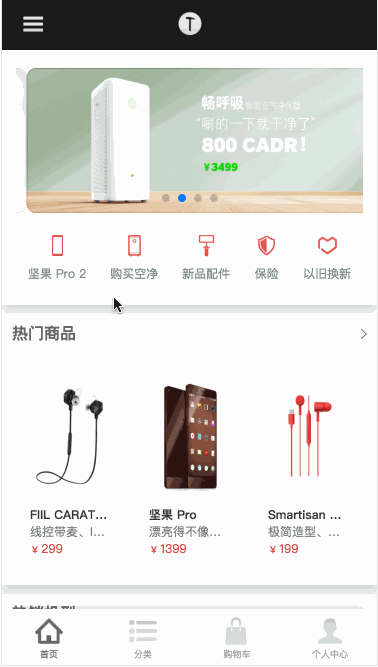 T
畅呼吸 智能空气净化器
“唰的一下就干净了”
800 CADR!
¥3499
坚果 Pro 2
购买空净
新品配件
保险
以旧换新
热门商品
FIIL CARAT...
线控带麦、I...
¥ 299
坚果 Pro
漂亮得不像...
¥ 1399
Smartisan ...
极简造型、...
¥ 199
首页
分类
购物车
个人中心